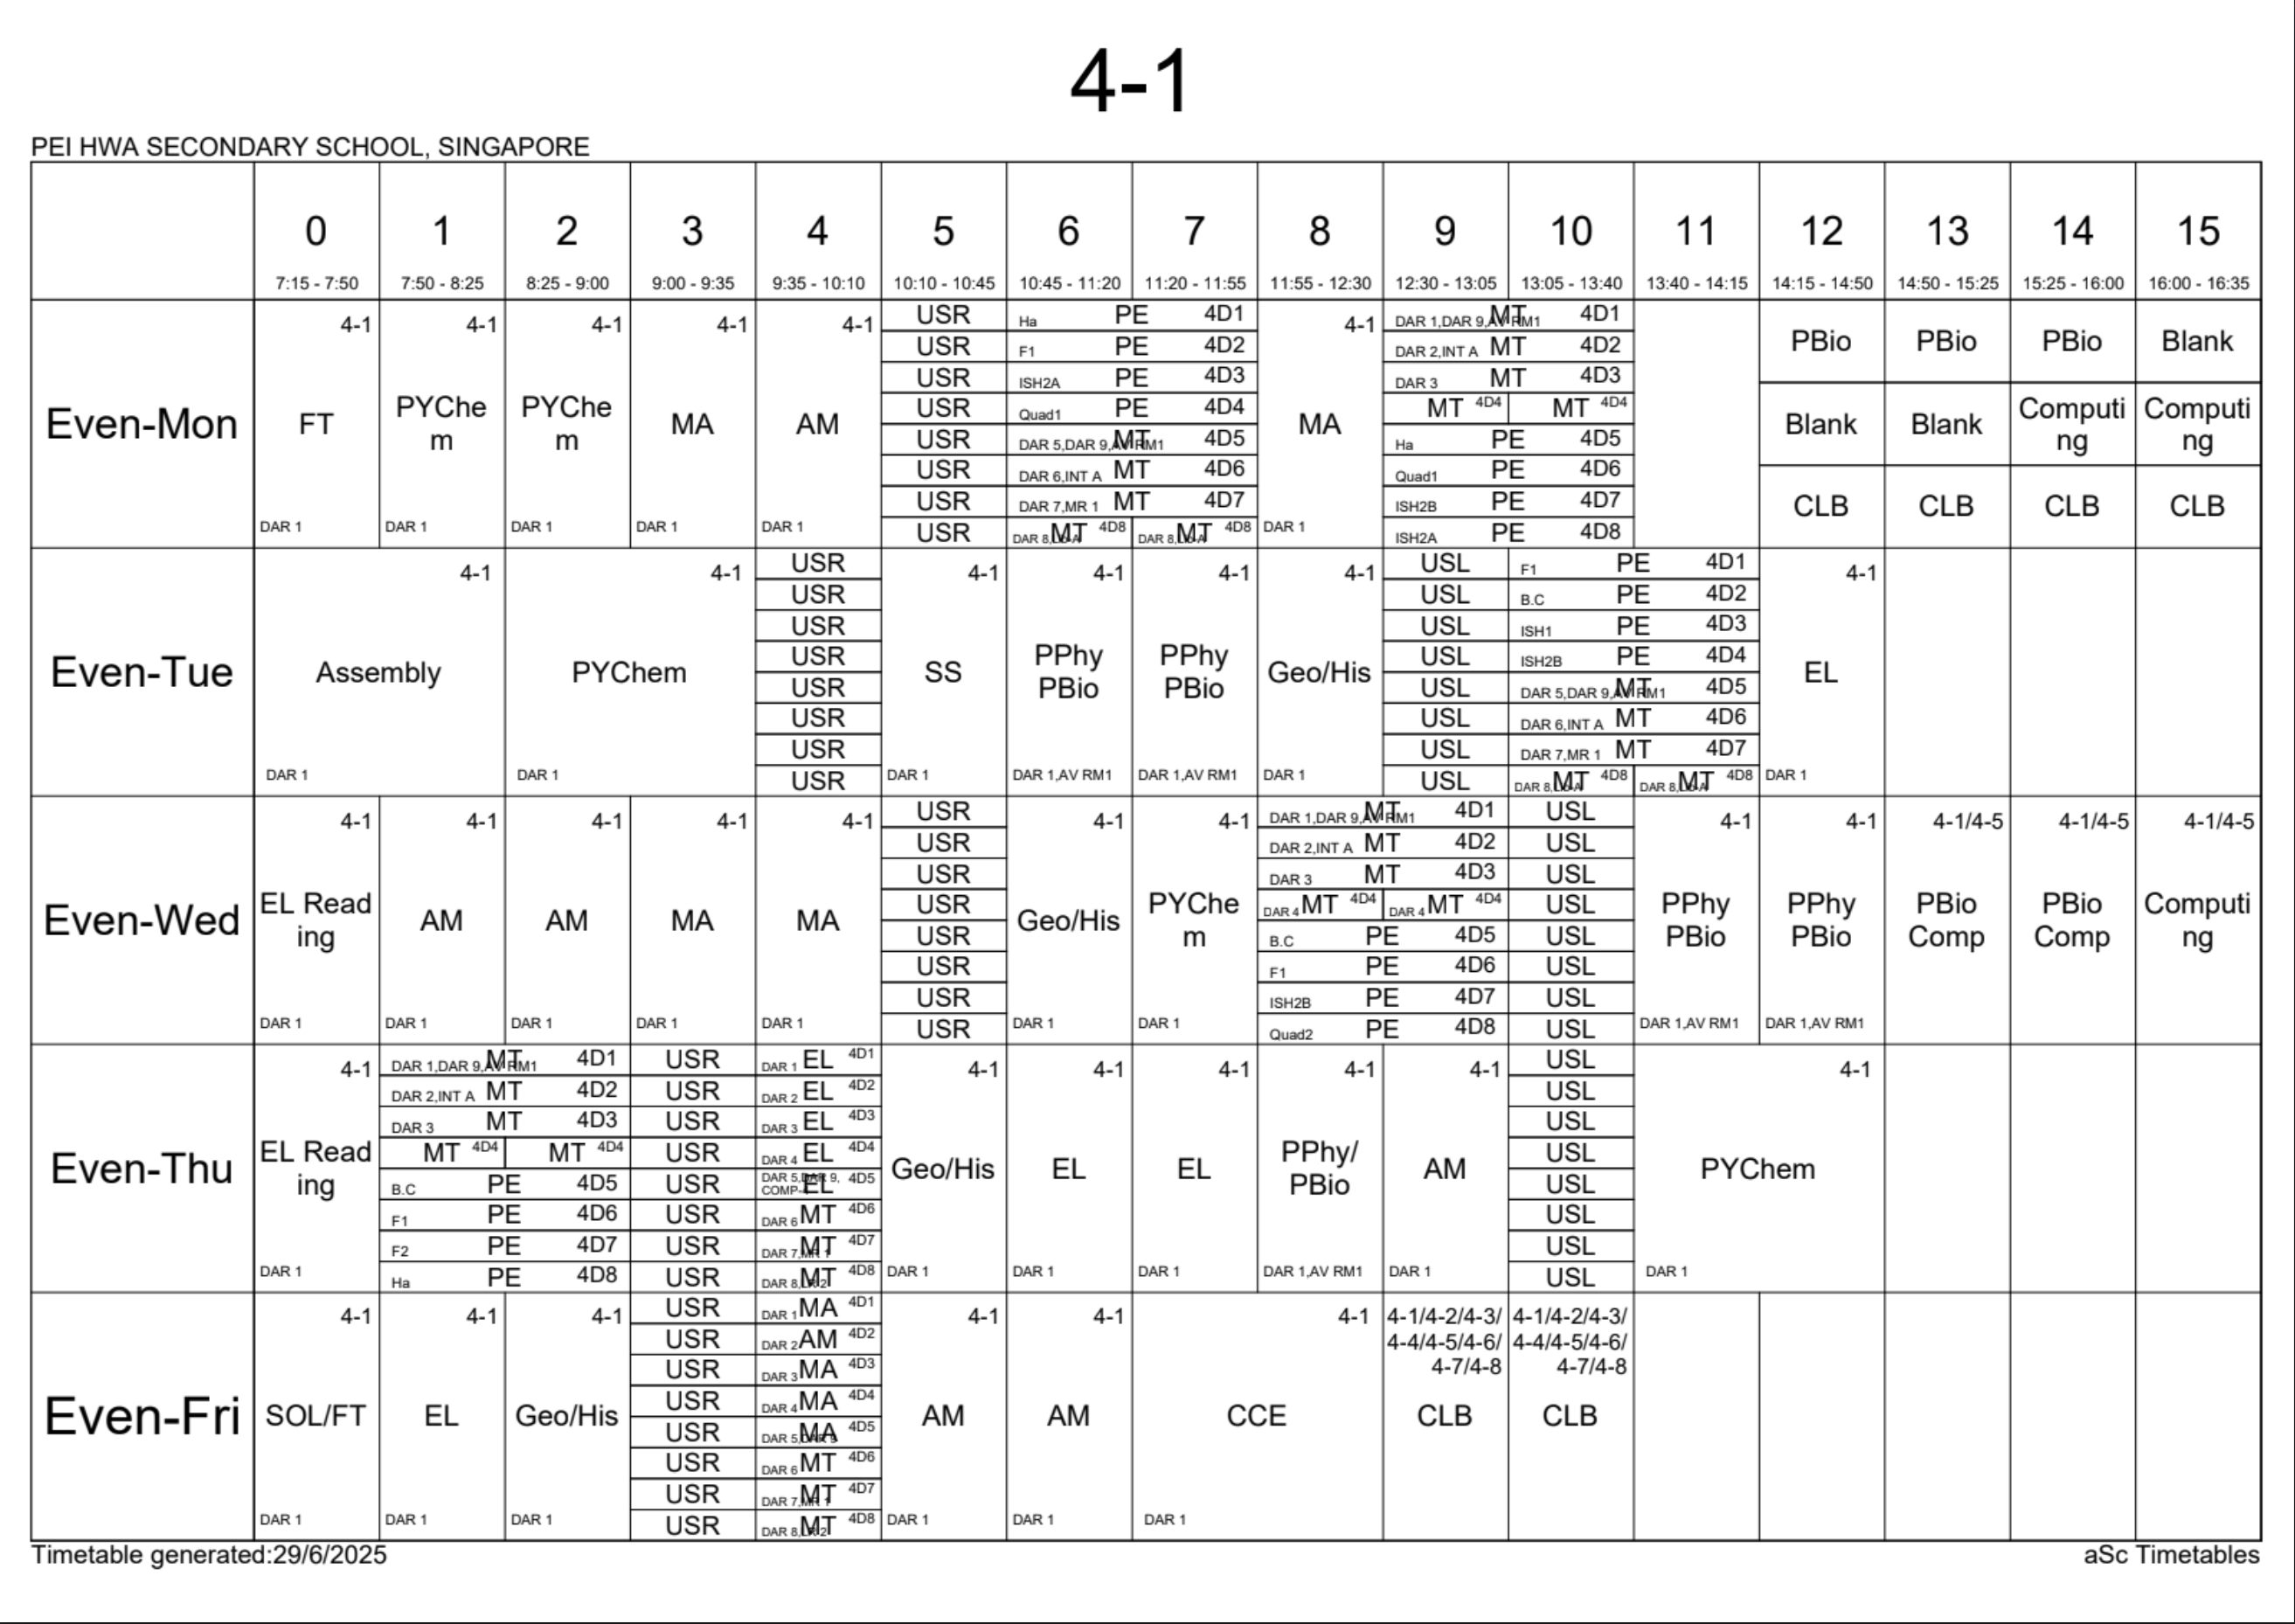 4-1
PEI HWA SECONDARY SCHOOL, SINGAPORE
0 1 2 3 4 5 6 7 8 9 10 11 12 13 14 15
7:15 - 7:50 7:50 - 8:25 8:25 - 9:00 9:00 - 9:35 9:35 - 10:10 10:10 - 10:45 10:45 - 11:20 11:20 - 11:55 11:55 - 12:30 12:30 - 13:05 13:05 - 13:40 13:40 - 14:15 14:15 - 14:50 14:50 - 15:25 15:25 - 16:00 16:00 - 16:35
Even-Mon
4-1
FT
DAR 1
4-1
PYChe
m
DAR 1
4-1
PYChe
m
DAR 1
4-1
MA
DAR 1
4-1
AM
DAR 1
USR
USR
USR
USR
USR
USR
USR
USR
Ha PE 4D1
F1 PE 4D2
ISH2A PE 4D3
Quad1 PE 4D4
DAR 5,DAR 9,AV RM1 MT 4D5
DAR 6,INT A MT 4D6
DAR 7,MR 1 MT 4D7
DAR 8, MT 4D8 DAR 8, MT 4D8
4-1
MA
DAR 1
DAR 1,DAR 9,AV RM1 MT 4D1
DAR 2,INT A MT 4D2
DAR 3 MT 4D3
MT 4D4 MT 4D4
Ha PE 4D5
Quad1 PE 4D6
ISH2B PE 4D7
ISH2A PE 4D8
PBio PBio PBio Blank
Blank Blank Computi
ng Computi
ng
CLB CLB CLB CLB
Even-Tue
4-1
Assembly
DAR 1
4-1
PYChem
DAR 1
USR
USR
USR
USR
USR
USR
USR
USR
4-1
SS
DAR 1
4-1
PPhy
PBio
DAR 1,AV RM1
4-1
PPhy
PBio
DAR 1,AV RM1
4-1
Geo/His
DAR 1
USL
USL
USL
USL
USL
USL
USL
USL
F1 PE 4D1
B.C PE 4D2
ISH1 PE 4D3
ISH2B PE 4D4
DAR 5,DAR 9,AV RM1 MT 4D5
DAR 6,INT A MT 4D6
DAR 7,MR 1 MT 4D7
DAR 8, MT 4D8 DAR 8, MT 4D8
4-1
EL
DAR 1
Even-Wed
4-1
EL Read
ing
DAR 1
4-1
AM
DAR 1
4-1
AM
DAR 1
4-1
MA
DAR 1
4-1
MA
DAR 1
USR
USR
USR
USR
USR
USR
USR
USR
4-1
Geo/His
DAR 1
4-1
PYChe
m
DAR 1
DAR 1,DAR 9,AV RM1 MT 4D1
DAR 2,INT A MT 4D2
DAR 3 MT 4D3
DAR 4 MT 4D4 DAR 4 MT 4D4
B.C PE 4D5
F1 PE 4D6
ISH2B PE 4D7
Quad2 PE 4D8
USL
USL
USL
USL
USL
USL
USL
USL
4-1
PPhy
PBio
DAR 1,AV RM1
4-1
PPhy
PBio
DAR 1,AV RM1
4-1/4-5
PBio
Comp
4-1/4-5
PBio
Comp
4-1/4-5
Computi
ng
Even-Thu
4-1
EL Read
ing
DAR 1
DAR 1,DAR 9,AV RM1 MT 4D1
DAR 2,INT A MT 4D2
DAR 3 MT 4D3
MT 4D4 MT 4D4
B.C PE 4D5
F1 PE 4D6
F2 PE 4D7
Ha PE 4D8
USR
USR
USR
USR
USR
USR
USR
USR
DAR 1 EL 4D1
DAR 2 EL 4D2
DAR 3 EL 4D3
DAR 4 EL 4D4
DAR 5,DAR 9,
COMP- EL 4D5
DAR 6 MT 4D6
DAR 7,MR 1 MT 4D7
DAR 8, MT 4D8
4-1
Geo/His
DAR 1
4-1
EL
DAR 1
4-1
EL
DAR 1
4-1
PPhy/
PBio
DAR 1,AV RM1
4-1
AM
DAR 1
USL
USL
USL
USL
USL
USL
USL
USL
4-1
PYChem
DAR 1
Even-Fri
4-1
SOL/FT
DAR 1
4-1
EL
DAR 1
4-1
Geo/His
DAR 1
USR
USR
USR
USR
USR
USR
USR
USR
DAR 1 MA 4D1
DAR 2 AM 4D2
DAR 3 MA 4D3
DAR 4 MA 4D4
DAR 5,DAR 9 MA 4D5
DAR 6 MT 4D6
DAR 7,MR 1 MT 4D7
DAR 8, MT 4D8
4-1
AM
DAR 1
4-1
AM
DAR 1
4-1
CCE
DAR 1
4-1/4-2/4-3/
4-4/4-5/4-6/
4-7/4-8
CLB
4-1/4-2/4-3/
4-4/4-5/4-6/
4-7/4-8
CLB
Timetable generated:29/6/2025
aSc Timetables